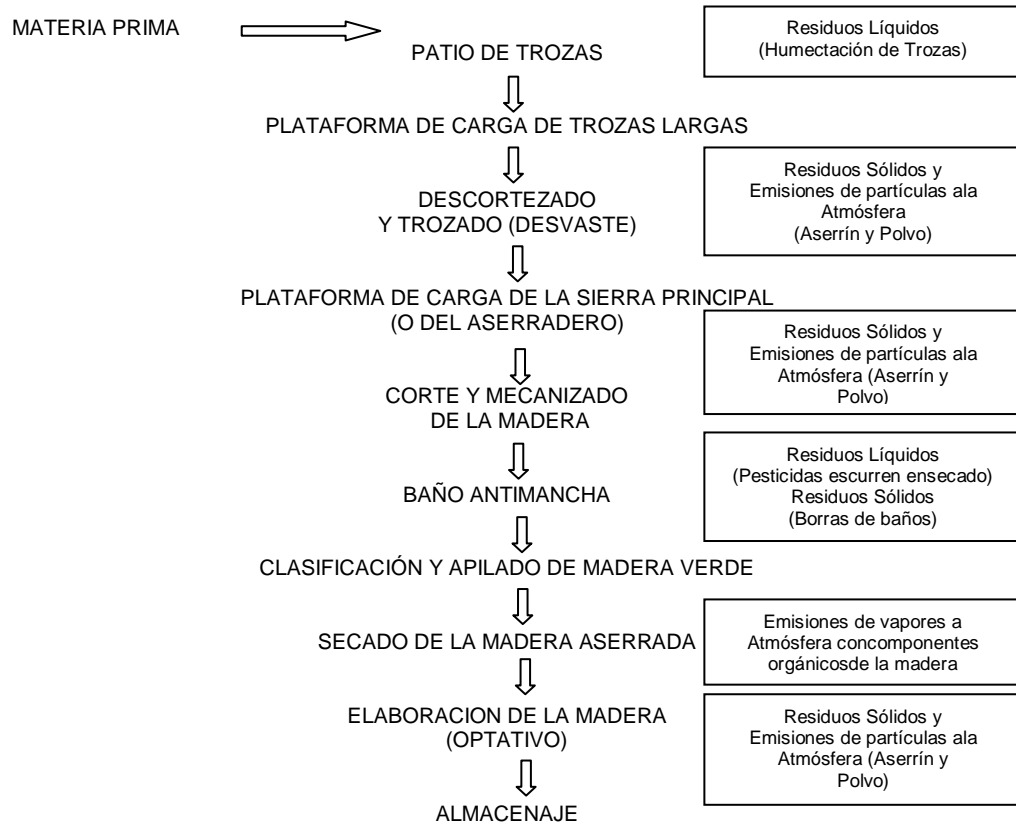 MATERIA PRIMA
PATIO DE TROZAS
Residuos Líquidos
(Humectación de Trozas)
PLATAFORMA DE CARGA DE TROZAS LARGAS
DESCORTEZADO
Y TROZADO (DESVASTE)
Residuos Sólidos y
Emisiones de partículas ala
Atmósfera
(Aserrín y Polvo)
PLATAFORMA DE CARGA DE LA SIERRA PRINCIPAL
(O DEL ASERRADERO)
CORTE Y MECANIZADO
DE LA MADERA
Residuos Sólidos y
Emisiones de partículas ala
Atmósfera (Aserrín y
Polvo)
BAÑO ANTIMANCHA
Residuos Líquidos
(Pesticidas escurren ensecado)
Residuos Sólidos
(Borras de baños)
CLASIFICACIÓN Y APILADO DE MADERA VERDE
SECADO DE LA MADERA ASERRADA
Emisiones de vapores a
Atmósfera concomponentes
orgánicosde la madera
ELABORACION DE LA MADERA
(OPTATIVO)
Residuos Sólidos y
Emisiones de partículas ala
Atmósfera (Aserrín y
Polvo)
ALMACENAJE